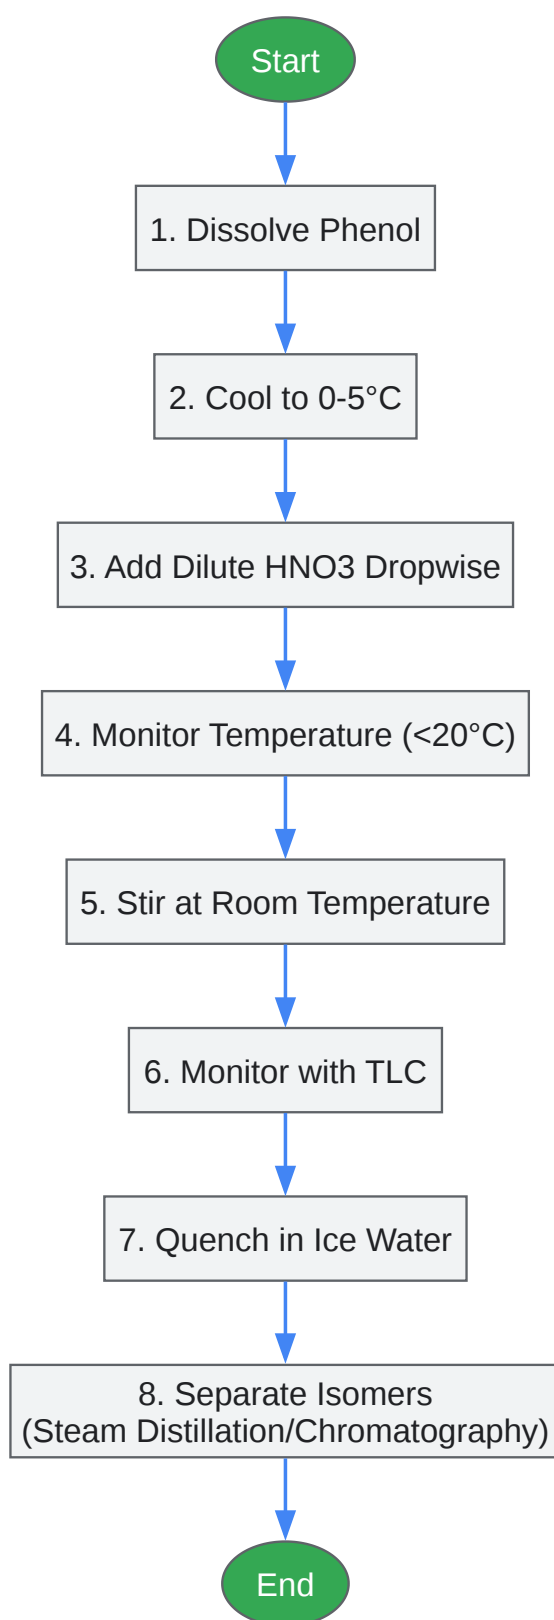 Start
1. Dissolve Phenol
2. Cool to 0-5°C
3. Add Dilute HNO3 Dropwise
4. Monitor Temperature (<20°C)
5. Stir at Room Temperature
6. Monitor with TLC
7. Quench in Ice Water
8. Separate Isomers
(Steam Distillation/Chromatography)
End